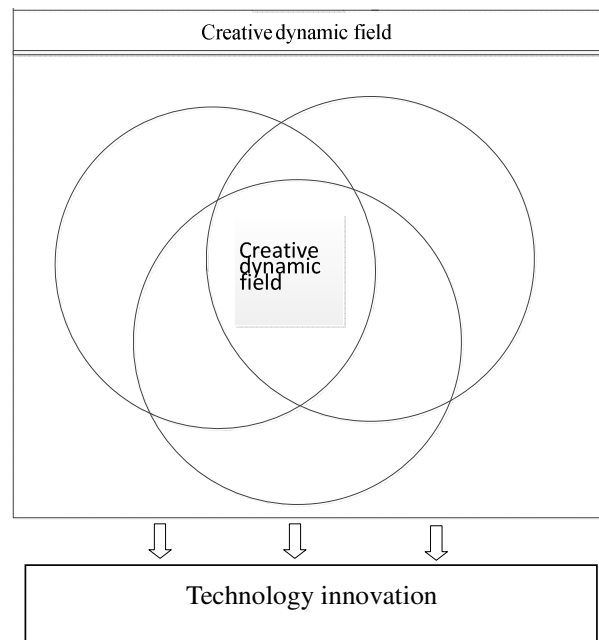 Creative dynamic field
Creative
dynamic
field
Technology innovation